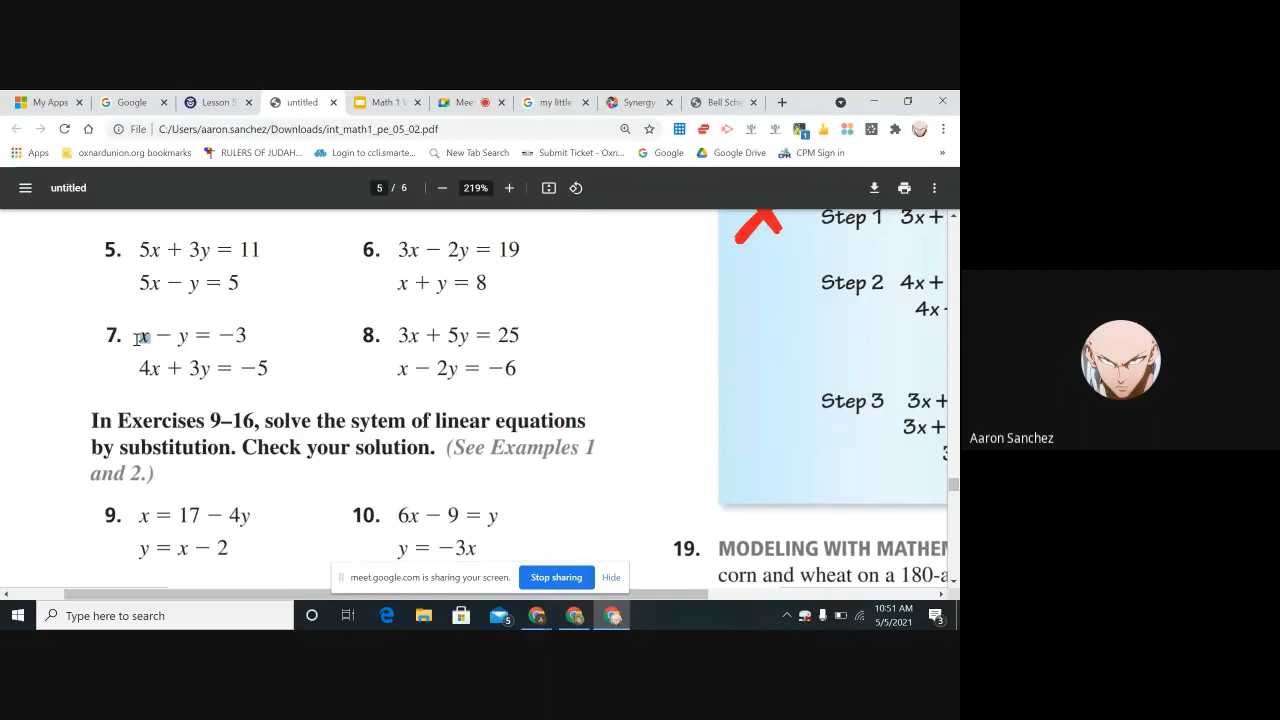 My Apps
Google
Lesson 5
untitled
Math 1 V
Mee
my little
Synergy
Bell Sche
C:/Users/aaron.sanchez/Downloads/int_math1_pe_05_02.pdf
File
Apps
oxnardunion.org bookmarks
RULERS OF JUDAH...
Login to ccli.smarte...
New Tab Search
Submit Ticket - Oxn...
Google
Google Drive
CPM Sign in
»
untitled
5 / 6
219%
5. 5x + 3y = 11
5x − y = 5
6. 3x − 2y = 19
x + y = 8
7. x − y = −3
4x + 3y = −5
8. 3x + 5y = 25
x − 2y = −6
In Exercises 9–16, solve the sytem of linear equations
by substitution. Check your solution. (See Examples 1
and 2.)
9. x = 17 − 4y
y = x − 2
10. 6x − 9 = y
y = −3x
Step 1 3x +
Step 2 4x +
4x -
Step 3 3x +
3x +
3
19. MODELING WITH MATHEM
corn and wheat on a 180-a
meet.google.com is sharing your screen.
Stop sharing
Hide
Type here to search
5
10:51 AM
5/5/2021
3
Aaron Sanchez